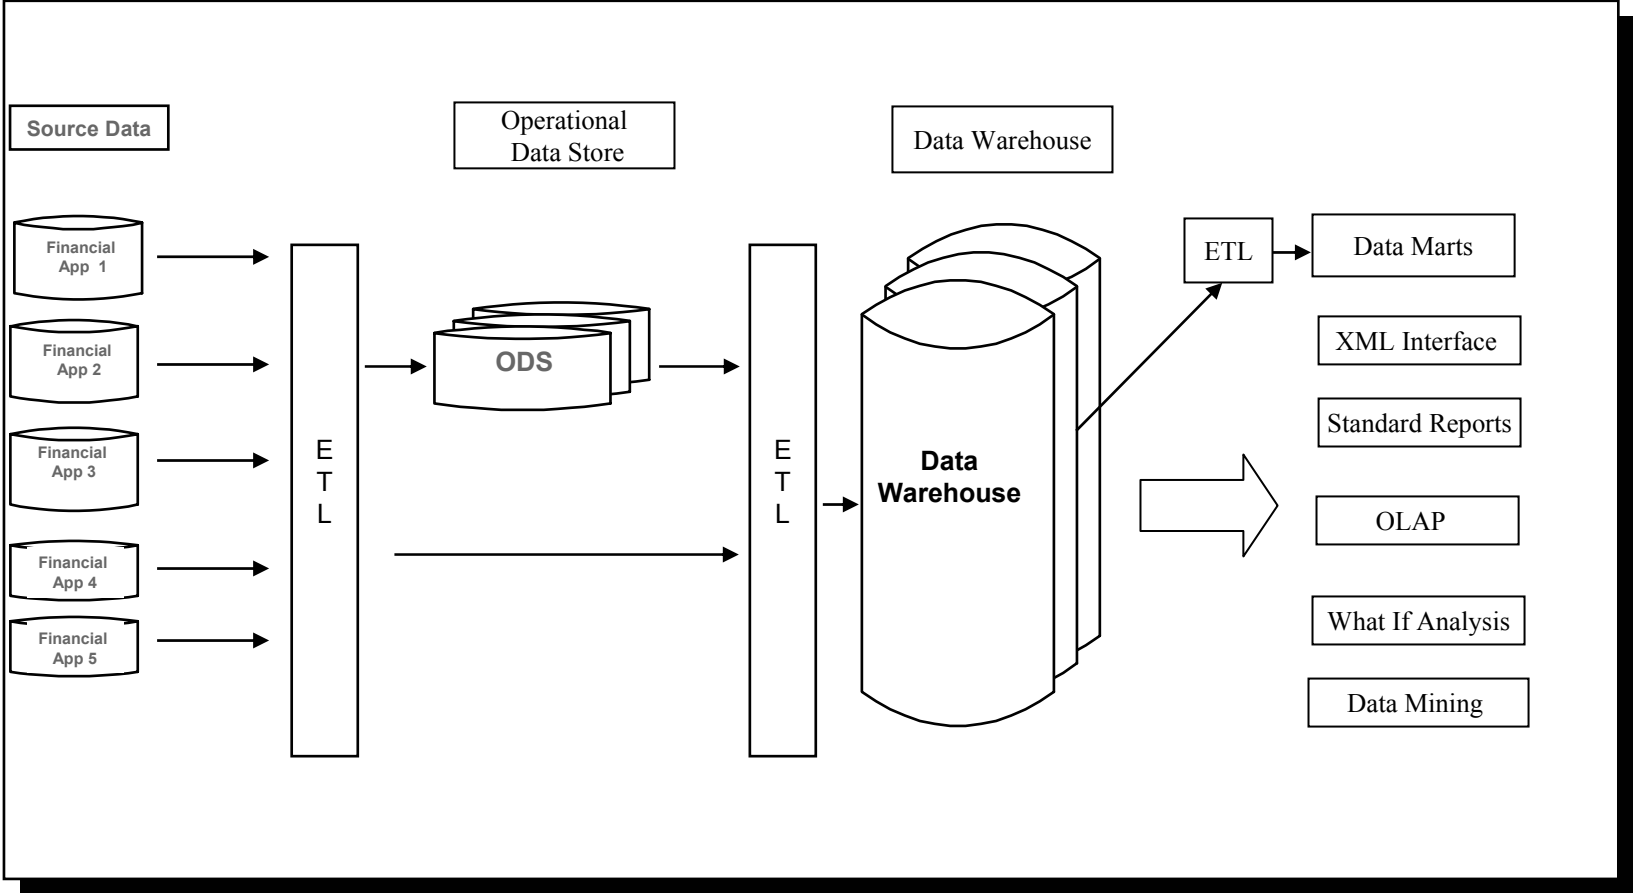 Source Data
Operational
Data Store
Data Warehouse
Financial
App 1
Financial
App 2
Financial
App 3
Financial
App 4
Financial
App 5
E
T
L
ODS
E
T
L
Data
Warehouse
ETL
Data Marts
XML Interface
Standard Reports
OLAP
What If Analysis
Data Mining